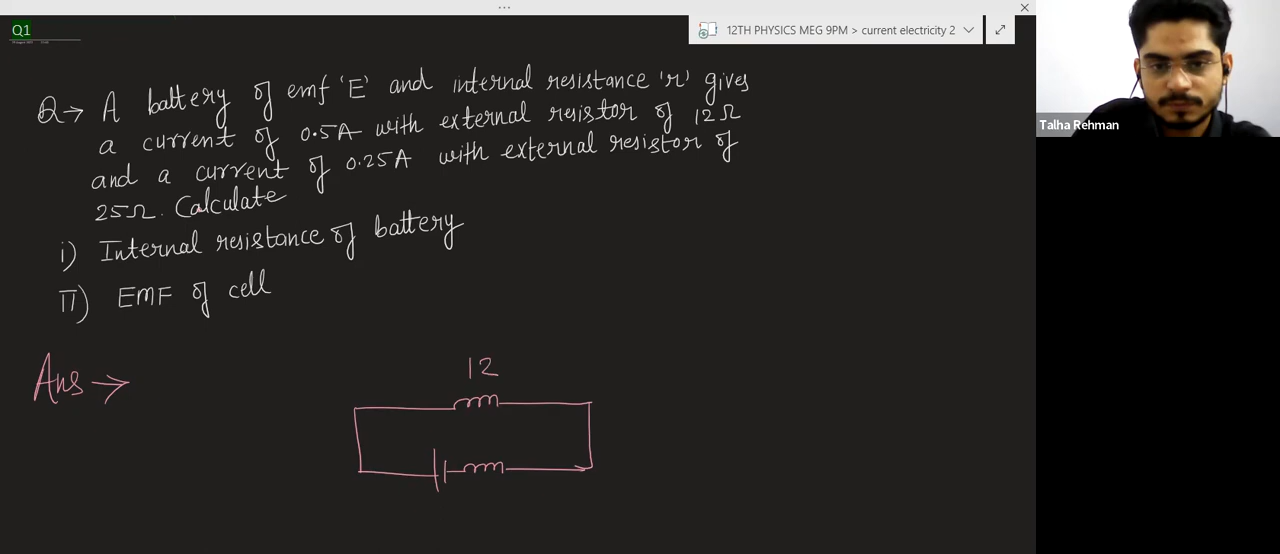 Q1
12TH PHYSICS MEG 9PM > current electricity 2
Talha Rehman
Q→ A battery of emf 'E' and internal resistance 'r' gives
a current of 0.5A with external resistor of 12Ω
and a current of 0.25A with external resistor of
25Ω. Calculate
i) Internal resistance of battery
II) EMF of cell
Ans →
12